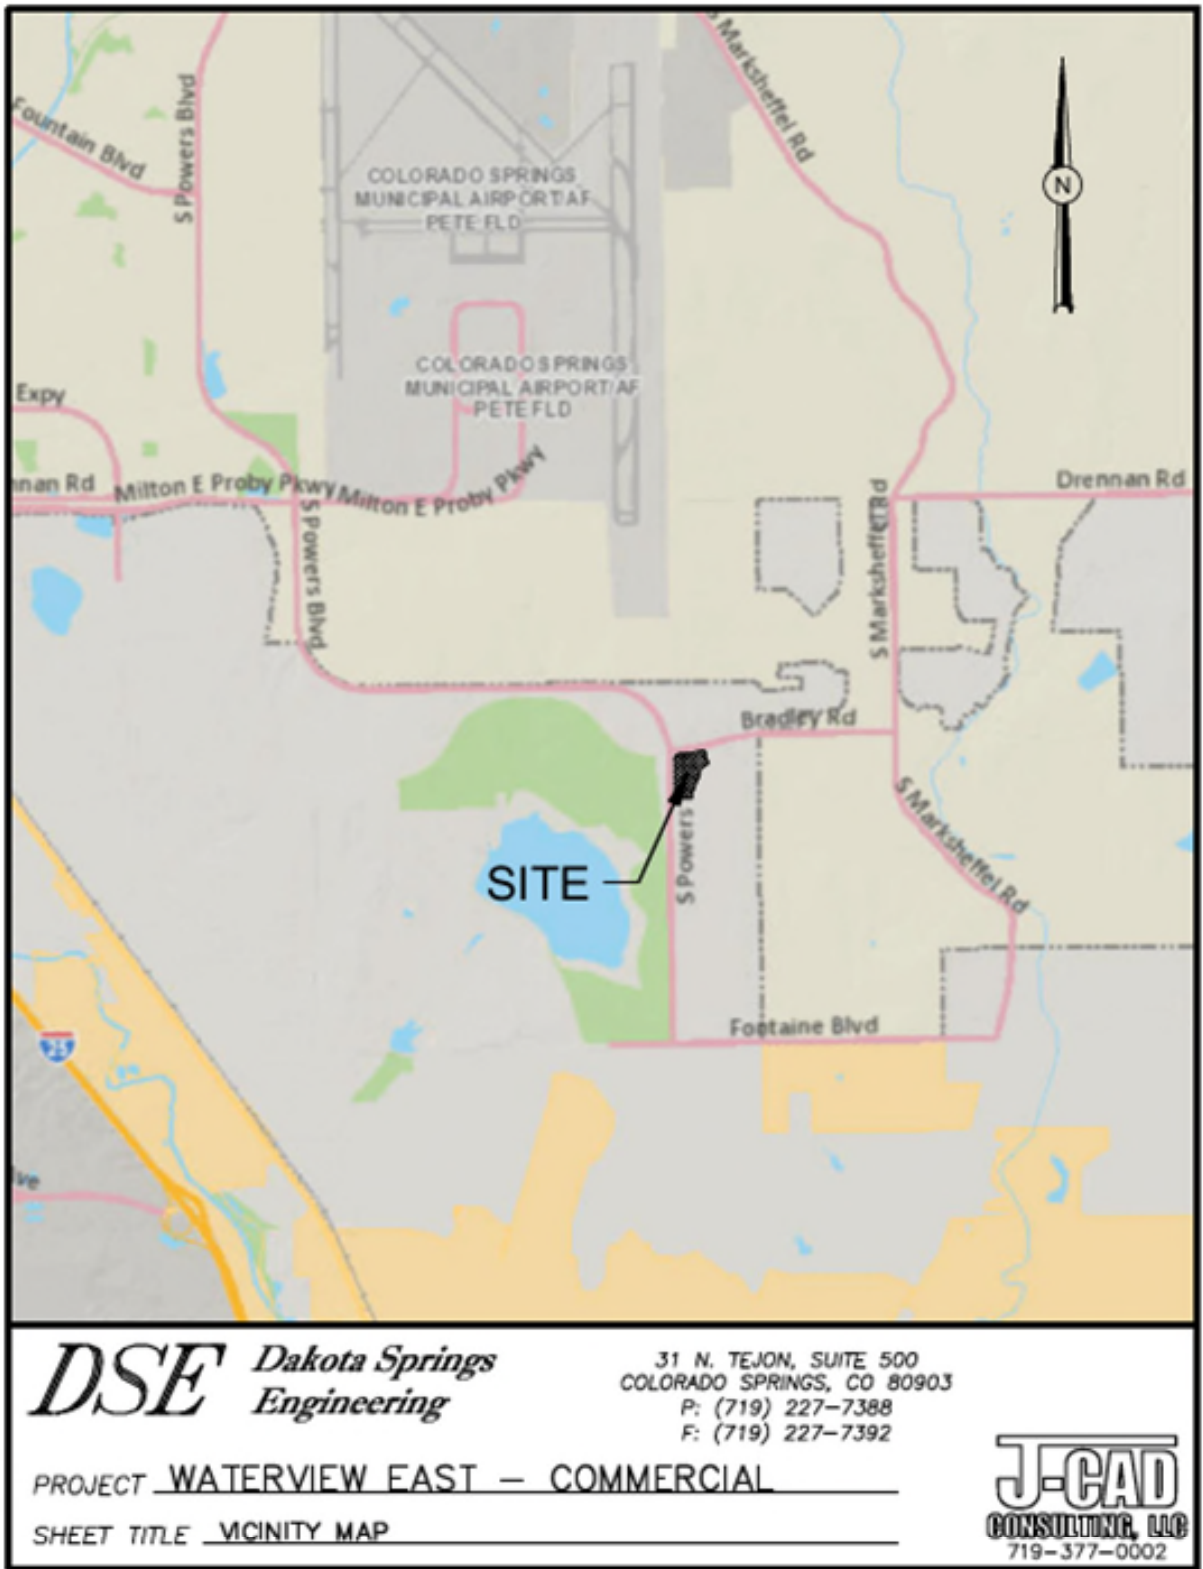 S Marksheffel Rd
S Powers Blvd
Fountain Blvd
N
COLORADO SPRINGS
MUNICIPAL AIRPORT/AF
PETE FLD
COLORADO SPRINGS
MUNICIPAL AIRPORT/AF
PETE FLD
Expy
nnan Rd
Milton E Proby Pkwy
Milton E Proby Pkwy
Drennan Rd
S Powers Blvd
S Marksheffel Rd
Bradley Rd
S Marksheffel Rd
S Powers
SITE
Fontaine Blvd
25
ve
DSE
Dakota Springs
Engineering
31 N. TEJON, SUITE 500
COLORADO SPRINGS, CO 80903
P: (719) 227-7388
F: (719) 227-7392
PROJECT WATERVIEW EAST - COMMERCIAL
SHEET TITLE VICINITY MAP
J-CAD
CONSULTING, LLC
719-377-0002